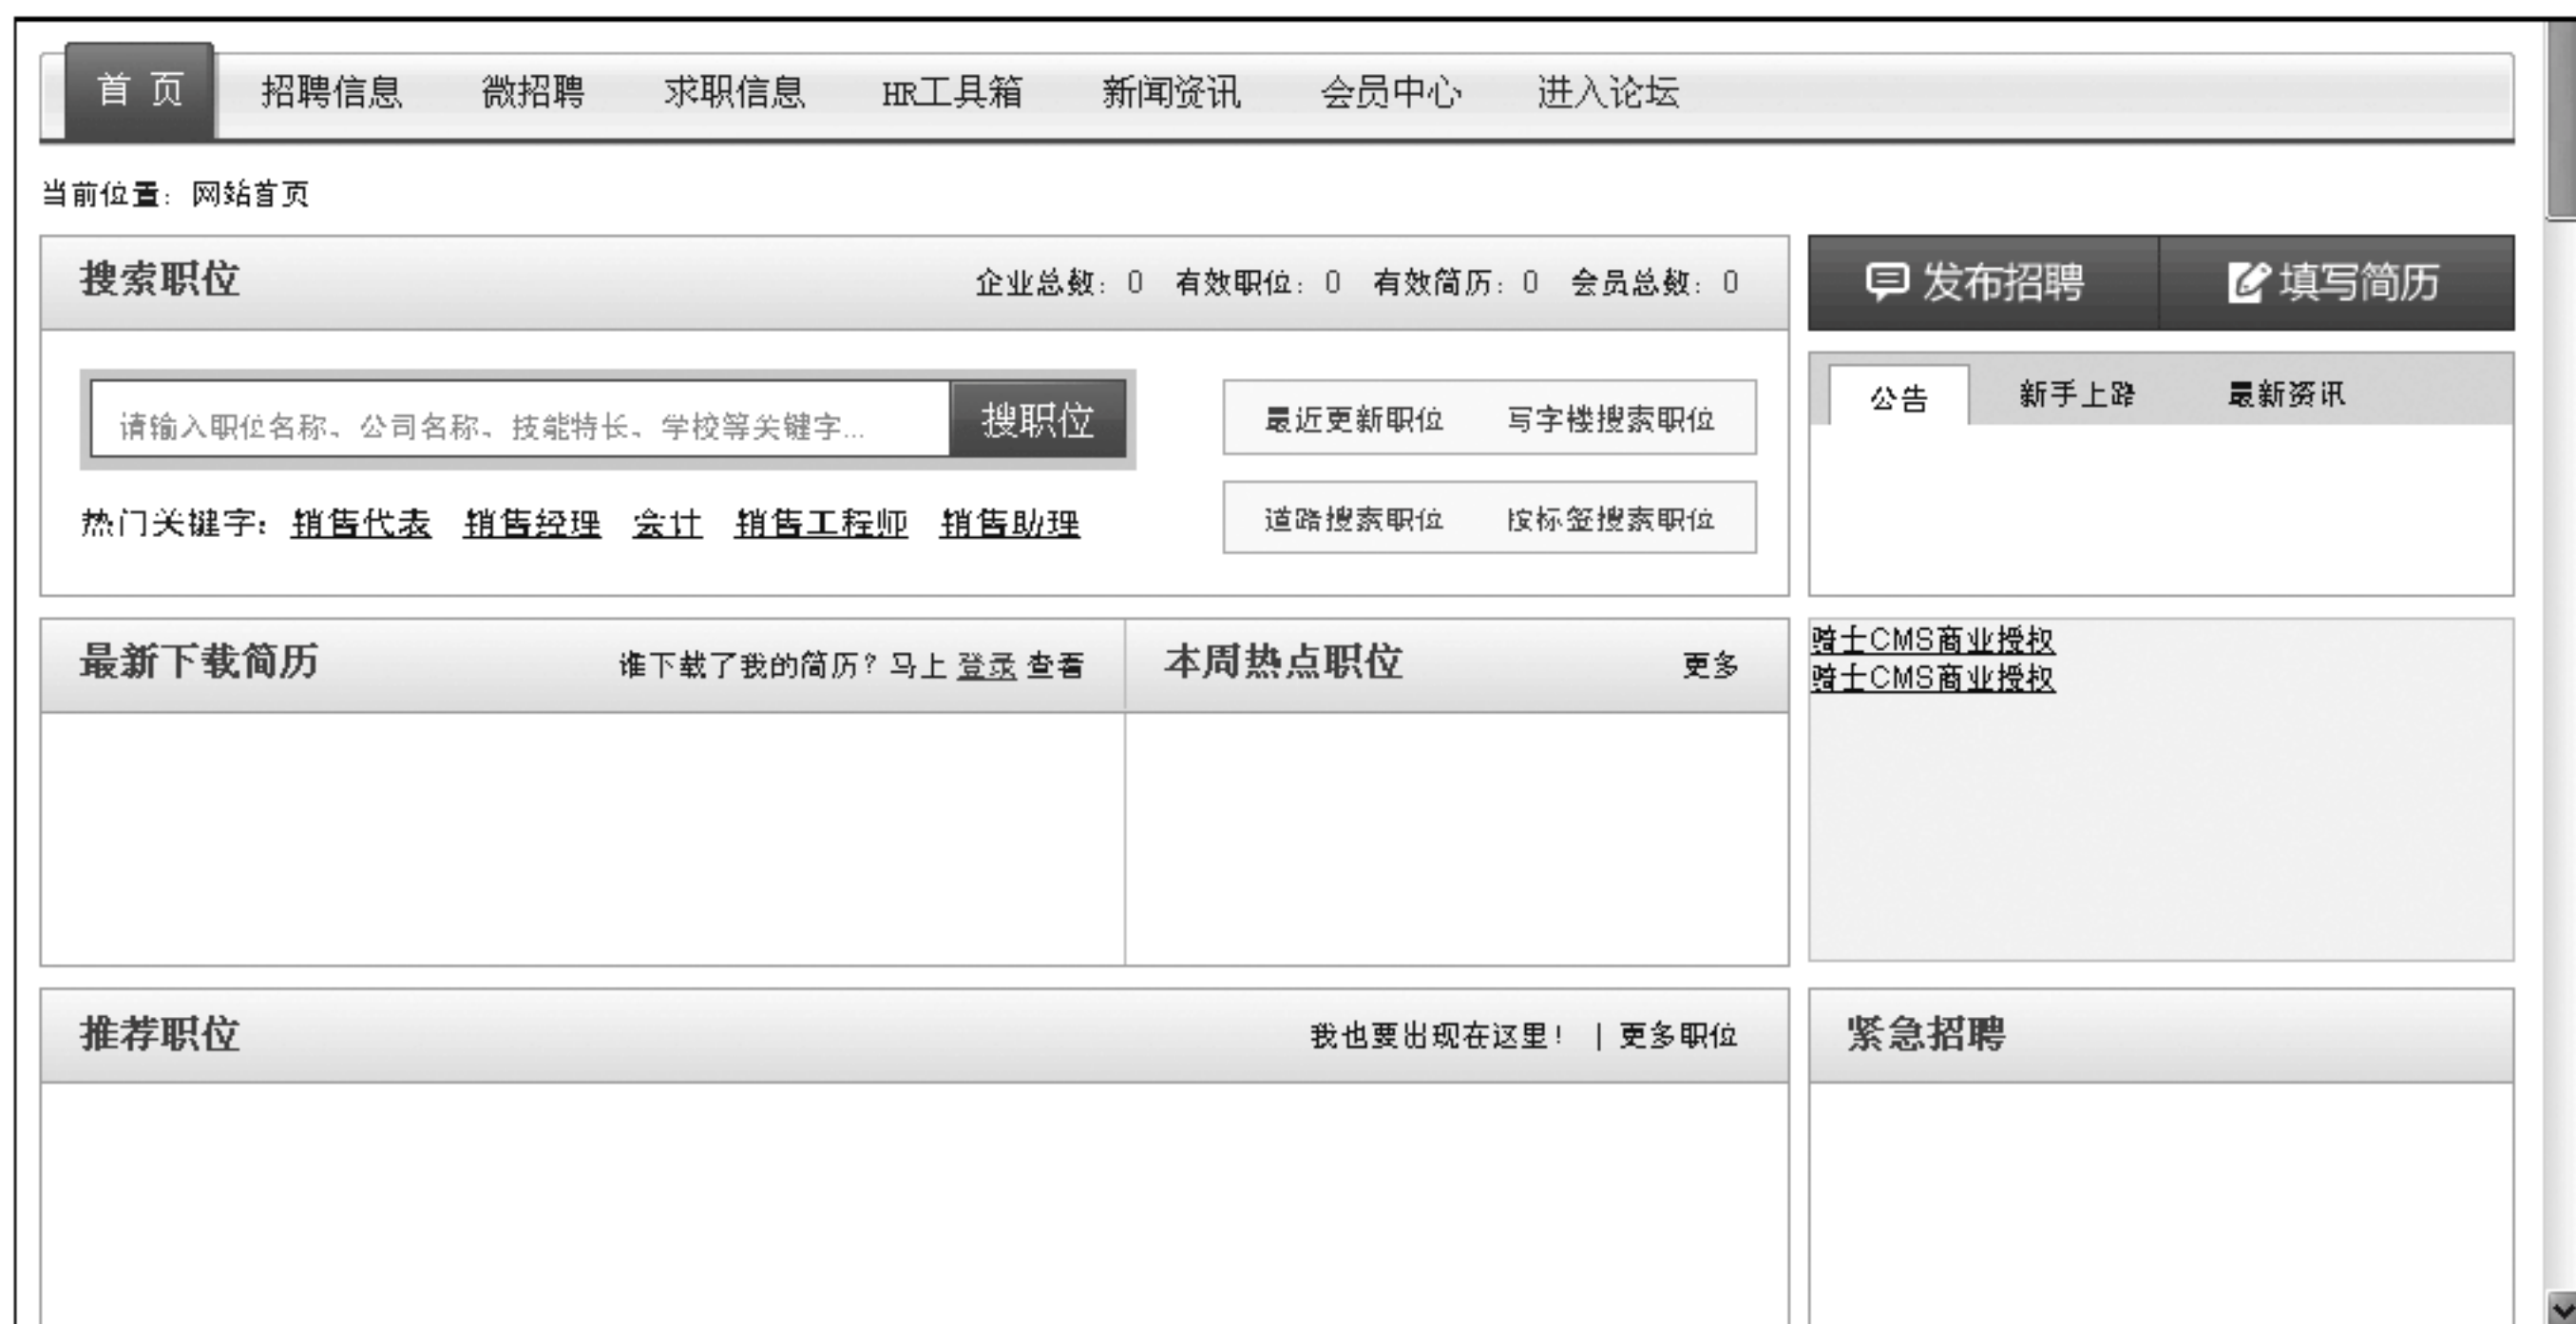 首 页 招聘信息 微招聘 求职信息 HR工具箱 新闻资讯 会员中心 进入论坛
当前位置：网站首页
搜索职位 企业总数：0 有效职位：0 有效简历：0 会员总数：0
请输入职位名称、公司名称、技能特长、学校等关键字... 搜职位
热门关键字：销售代表 销售经理 会计 销售工程师 销售助理
最近更新职位 写字楼搜索职位
道路搜索职位 按标签搜索职位
发布招聘 填写简历
公告 新手上路 最新资讯
最新下载简历 谁下载了我的简历？马上 登录 查看
本周热点职位 更多
骑士CMS商业授权
骑士CMS商业授权
推荐职位 我也要出现在这里！ | 更多职位
紧急招聘